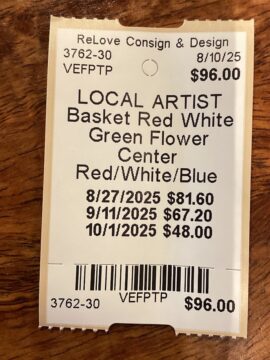 ReLove Consign & Design
3762-30 8/10/25
VEFPTP $96.00
LOCAL ARTIST
Basket Red White
Green Flower
Center
Red/White/Blue
8/27/2025 $81.60
9/11/2025 $67.20
10/1/2025 $48.00
VEFPTP
3762-30 $96.00